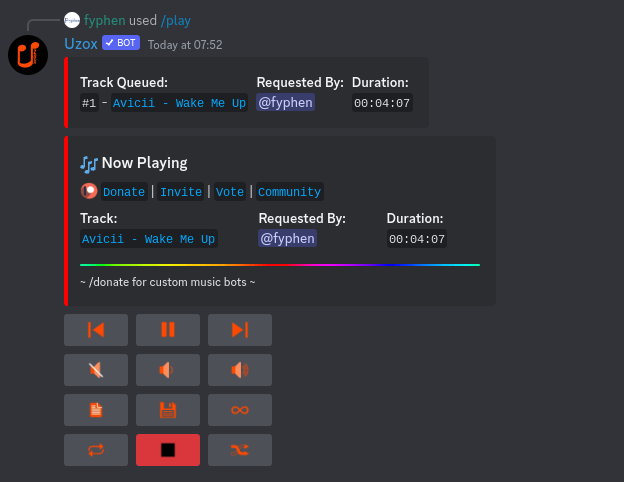 fyphen used /play
Uzox ✓ BOT Today at 07:52
Track Queued: Requested By: Duration:
#1 - Avicii - Wake Me Up @fyphen 00:04:07
Now Playing
Donate | Invite | Vote | Community
Track: Requested By: Duration:
Avicii - Wake Me Up @fyphen 00:04:07
~ /donate for custom music bots ~